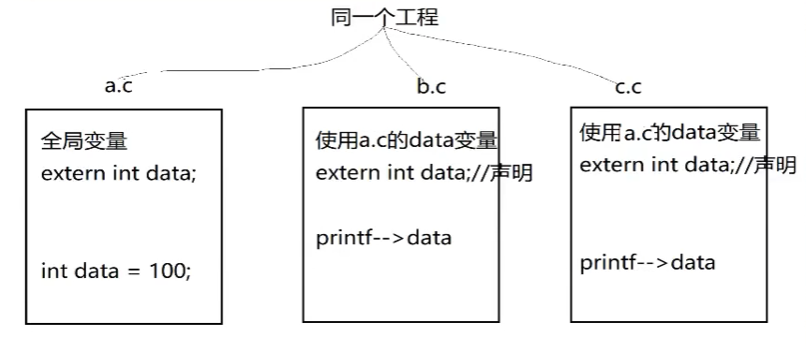 同一个工程
a.c
b.c
c.c
全局变量
extern int data;
int data = 100;
使用a.c的data变量
extern int data;//声明
printf-->data
使用a.c的data变量
extern int data;//声明
printf-->data